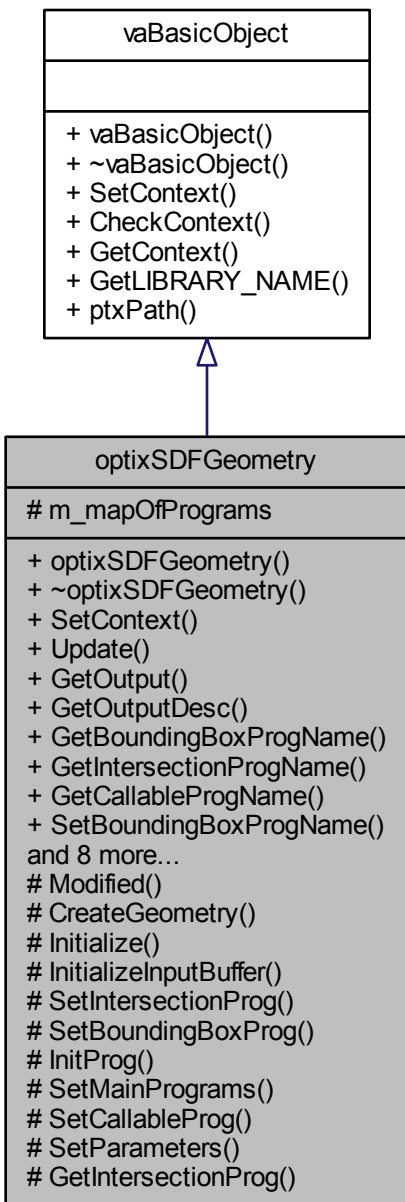 vaBasicObject
+ vaBasicObject()
+ ~vaBasicObject()
+ SetContext()
+ CheckContext()
+ GetContext()
+ GetLIBRARY_NAME()
+ ptxPath()
optixSDFGeometry
# m_mapOfPrograms
+ optixSDFGeometry()
+ ~optixSDFGeometry()
+ SetContext()
+ Update()
+ GetOutput()
+ GetOutputDesc()
+ GetBoundingBoxProgName()
+ GetIntersectionProgName()
+ GetCallableProgName()
+ SetBoundingBoxProgName()
and 8 more...
# Modified()
# CreateGeometry()
# Initialize()
# InitializeInputBuffer()
# SetIntersectionProg()
# SetBoundingBoxProg()
# InitProg()
# SetMainPrograms()
# SetCallableProg()
# SetParameters()
# GetIntersectionProg()